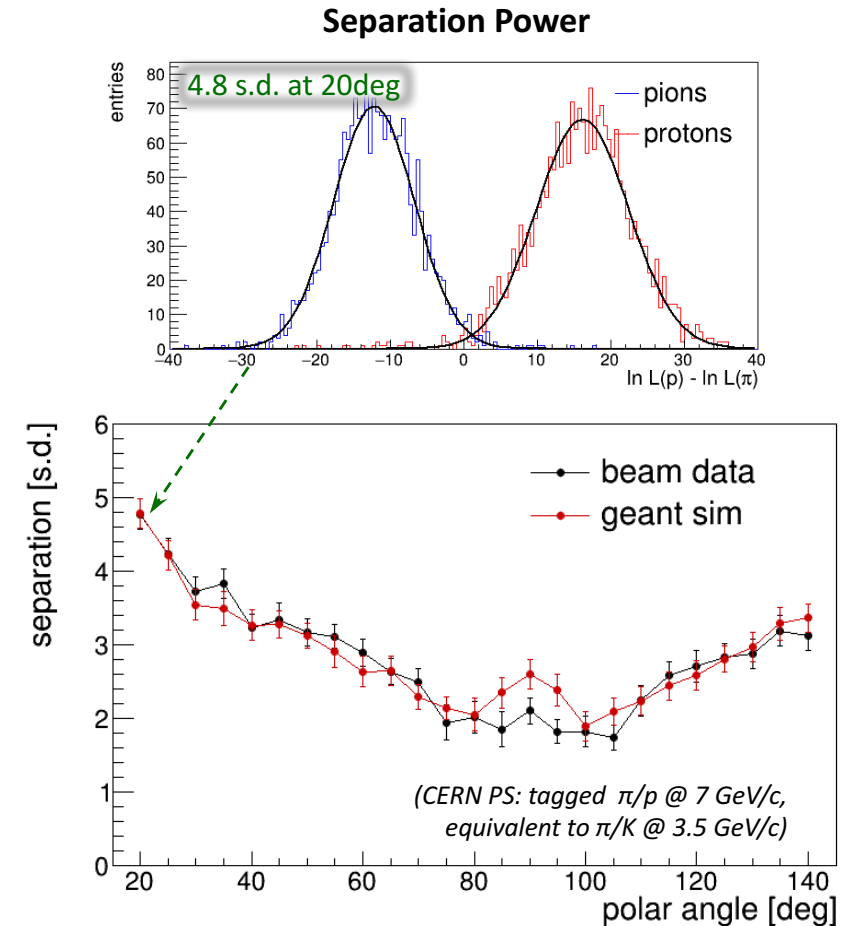 Separation Power
entries
80
70
60
50
40
30
20
10
0
4.8 s.d. at 20deg
pions
protons
−40 −30 −20 −10 0 10 20 30 40
ln L(p) - ln L(π)
separation [s.d.]
6
5
4
3
2
1
0
beam data
geant sim
(CERN PS: tagged π/p @ 7 GeV/c,
equivalent to π/K @ 3.5 GeV/c)
20 40 60 80 100 120 140
polar angle [deg]